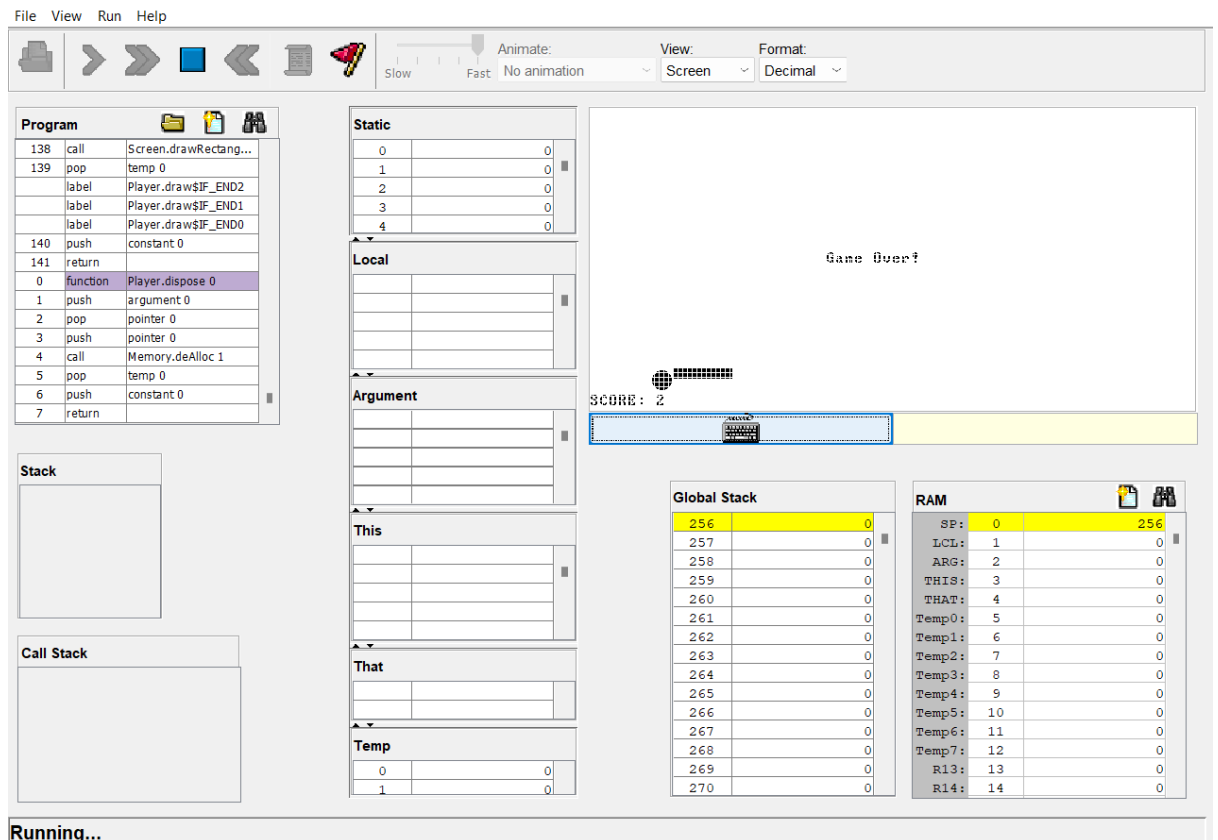 File View Run Help
Animate: View: Format:
Slow Fast No animation Screen Decimal
Program
138 call Screen.drawRectang...
139 pop temp 0
label Player.draw$IF_END2
label Player.draw$IF_END1
label Player.draw$IF_END0
140 push constant 0
141 return
0 function Player.dispose 0
1 push argument 0
2 pop pointer 0
3 push pointer 0
4 call Memory.deAlloc 1
5 pop temp 0
6 push constant 0
7 return
Stack
Call Stack
Static
0 0
1 0
2 0
3 0
4 0
Local
Argument
This
That
Temp
0 0
1 0
Game Over!
SCORE: 2
Global Stack
256 0
257 0
258 0
259 0
260 0
261 0
262 0
263 0
264 0
265 0
266 0
267 0
268 0
269 0
270 0
RAM
SP: 0 256
LCL: 1 0
ARG: 2 0
THIS: 3 0
THAT: 4 0
Temp0: 5 0
Temp1: 6 0
Temp2: 7 0
Temp3: 8 0
Temp4: 9 0
Temp5: 10 0
Temp6: 11 0
Temp7: 12 0
R13: 13 0
R14: 14 0
Running...